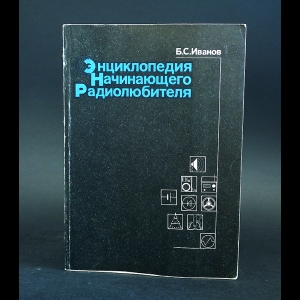 Б.С.Иванов
Энциклопедия
Начинающего
Радиолюбителя